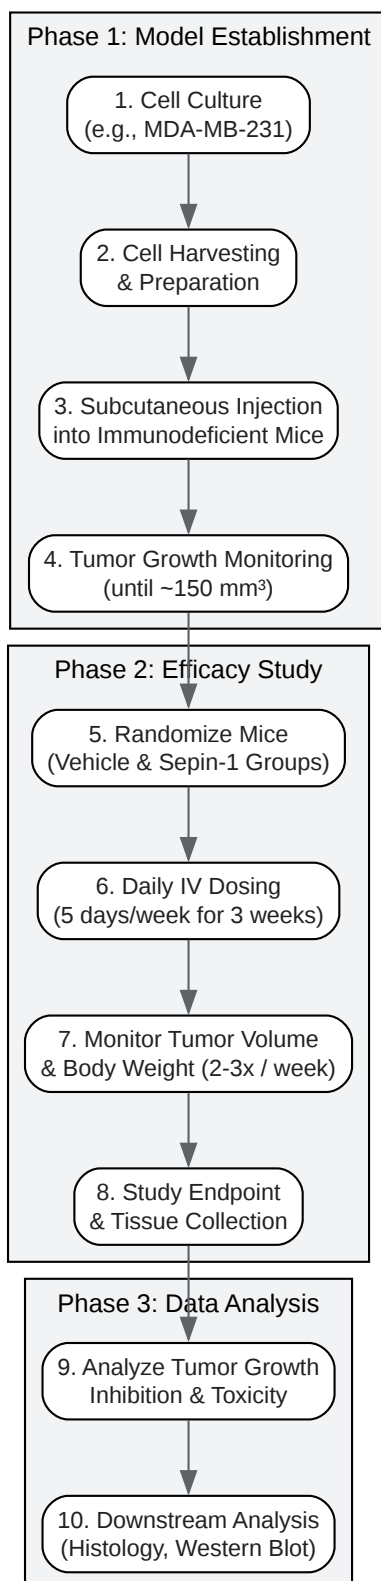 Phase 1: Model Establishment
1. Cell Culture
(e.g., MDA-MB-231)
2. Cell Harvesting
& Preparation
3. Subcutaneous Injection
into Immunodeficient Mice
4. Tumor Growth Monitoring
(until ~150 mm³)
Phase 2: Efficacy Study
5. Randomize Mice
(Vehicle & Sepin-1 Groups)
6. Daily IV Dosing
(5 days/week for 3 weeks)
7. Monitor Tumor Volume
& Body Weight (2-3x / week)
8. Study Endpoint
& Tissue Collection
Phase 3: Data Analysis
9. Analyze Tumor Growth
Inhibition & Toxicity
10. Downstream Analysis
(Histology, Western Blot)